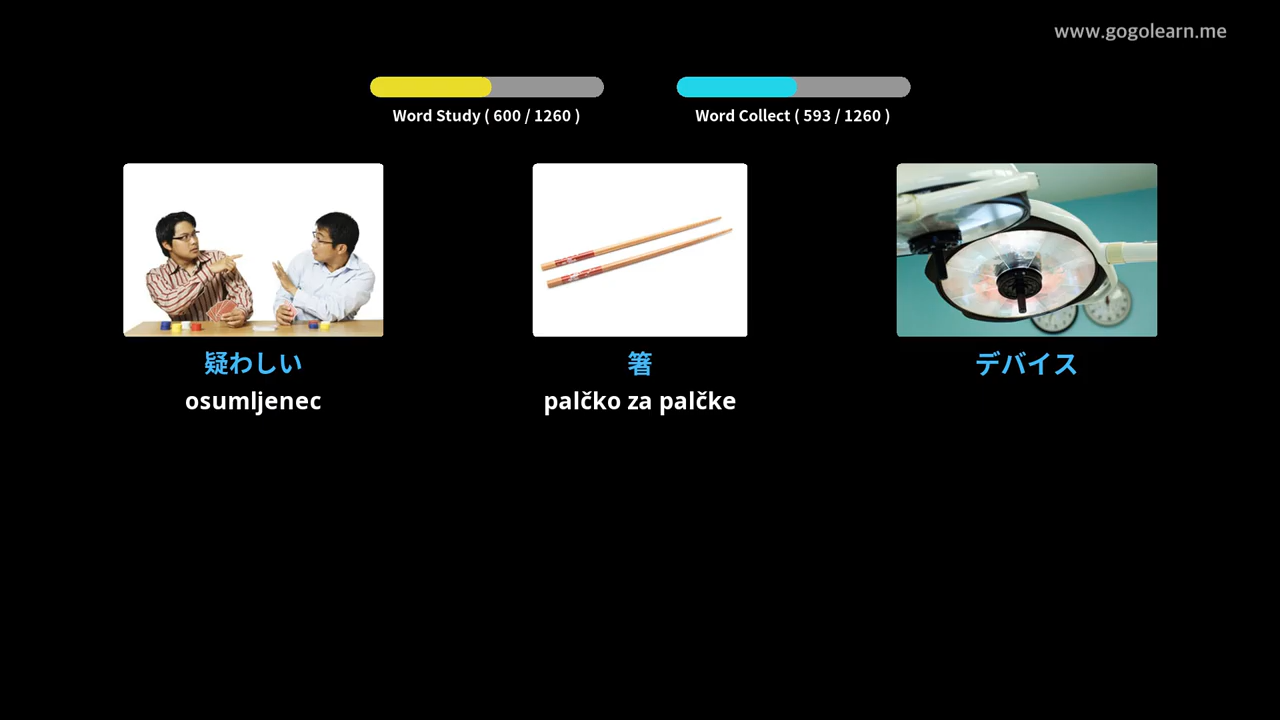 www.gogolearn.me
Word Study ( 600 / 1260 )
Word Collect ( 593 / 1260 )
疑わしい
箸
デバイス
osumljenec
palčko za palčke